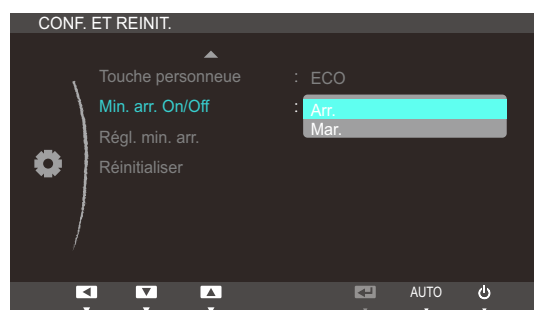 CONF. ET REINIT.
Touche personneue : ECO
Min. arr. On/Off : Arr.
Mar.
Régl. min. arr.
Réinitialiser
AUTO